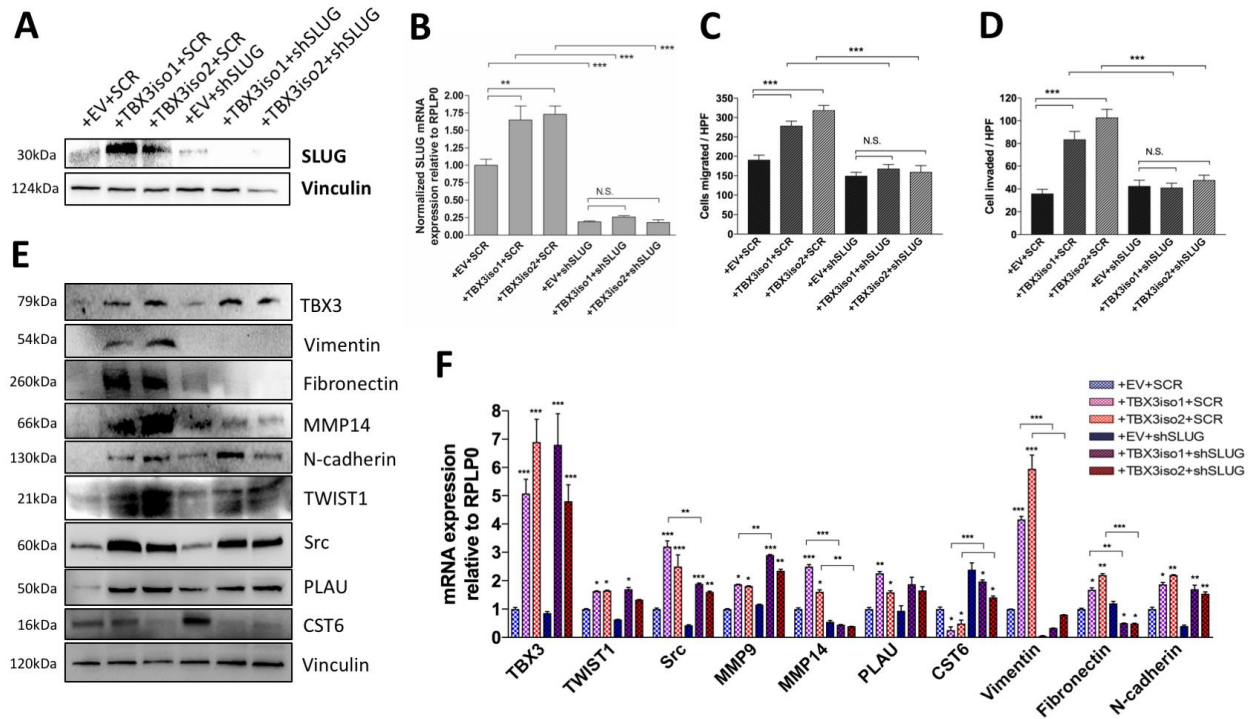 A
+EV+SCR
+TBX3iso1+SCR
+TBX3iso2+SCR
+EV+shSLUG
+TBX3iso1+shSLUG
+TBX3iso2+shSLUG
30kDa
SLUG
124kDa
Vinculin
B
Normalized SLUG mRNA
expression relative to RPLP0
2.00
1.75
1.50
1.25
1.00
0.75
0.50
0.25
0.00
**
***
***
***
N.S.
+EV+SCR
+TBX3iso1+SCR
+TBX3iso2+SCR
+EV+shSLUG
+TBX3iso1+shSLUG
+TBX3iso2+shSLUG
C
Cells migrated / HPF
350
300
250
200
150
100
50
0
***
***
N.S.
+EV+SCR
+TBX3iso1+SCR
+TBX3iso2+SCR
+EV+shSLUG
+TBX3iso1+shSLUG
+TBX3iso2+shSLUG
D
Cell invaded / HPF
120
100
80
60
40
20
0
***
***
N.S.
+EV+SCR
+TBX3iso1+SCR
+TBX3iso2+SCR
+EV+shSLUG
+TBX3iso1+shSLUG
+TBX3iso2+shSLUG
E
79kDa
TBX3
54kDa
Vimentin
260kDa
Fibronectin
66kDa
MMP14
130kDa
N-cadherin
21kDa
TWIST1
60kDa
Src
50kDa
PLAU
16kDa
CST6
120kDa
Vinculin
F
mRNA expression
relative to RPLP0
8
7
6
5
4
3
2
1
0
*** *** *** ***
* * *
** *** *** *** **
** * * *** **
*** ** *** *
** *
*** *** * * * *
*** *** ***
*** ** * ** * *
* ** ** **
TBX3
TWIST1
Src
MMP9
MMP14
PLAU
CST6
Vimentin
Fibronectin
N-cadherin
+EV+SCR
+TBX3iso1+SCR
+TBX3iso2+SCR
+EV+shSLUG
+TBX3iso1+shSLUG
+TBX3iso2+shSLUG